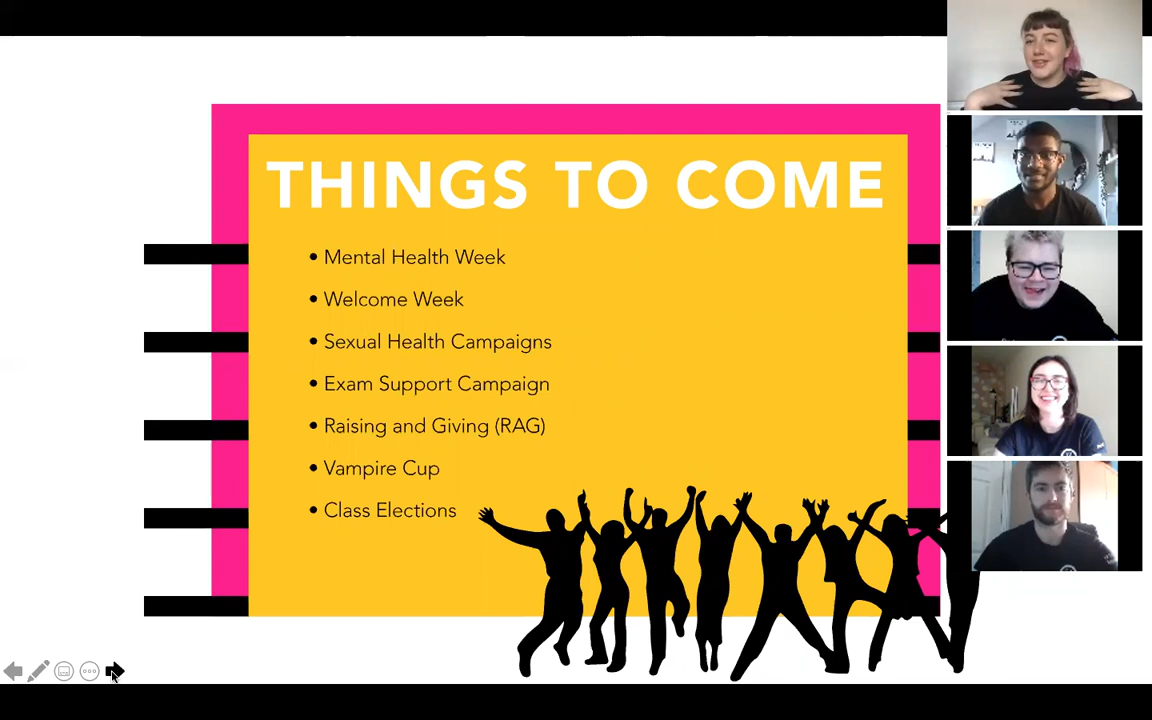 THINGS TO COME
• Mental Health Week
• Welcome Week
• Sexual Health Campaigns
• Exam Support Campaign
• Raising and Giving (RAG)
• Vampire Cup
• Class Elections